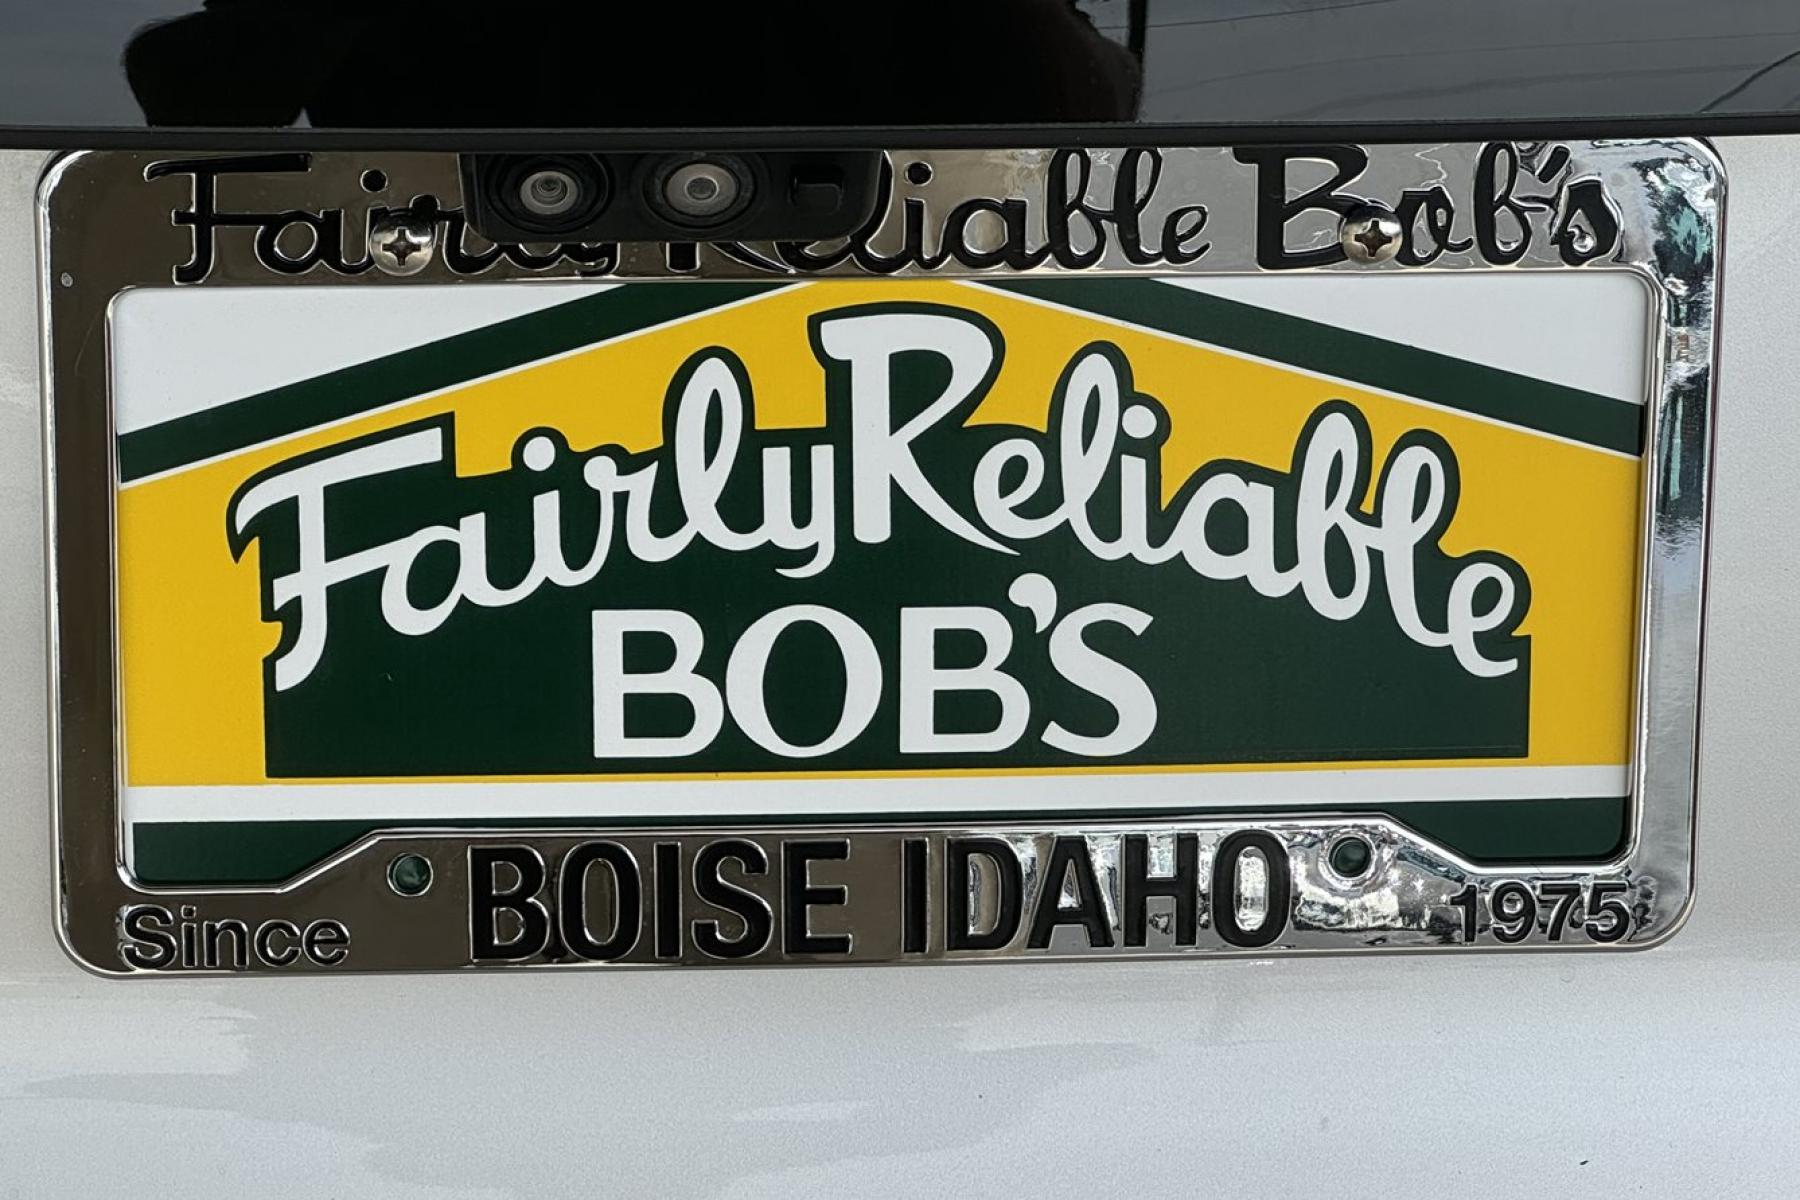 Fairly Reliable Bob's
Fairly Reliable
BOB'S
Since BOISE IDAHO 1975